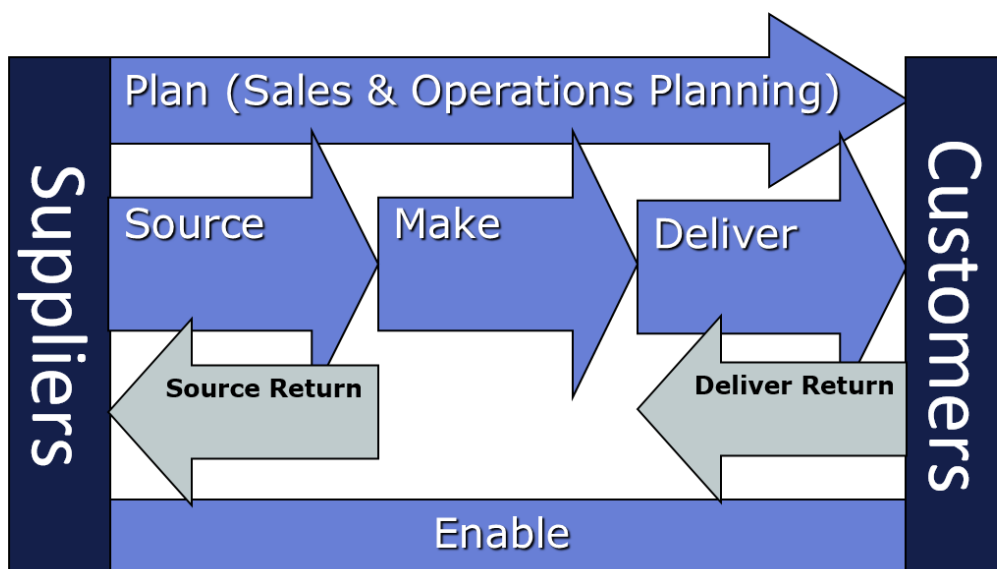 Suppliers
Plan (Sales & Operations Planning)
Source
Make
Deliver
Source Return
Deliver Return
Enable
Customers